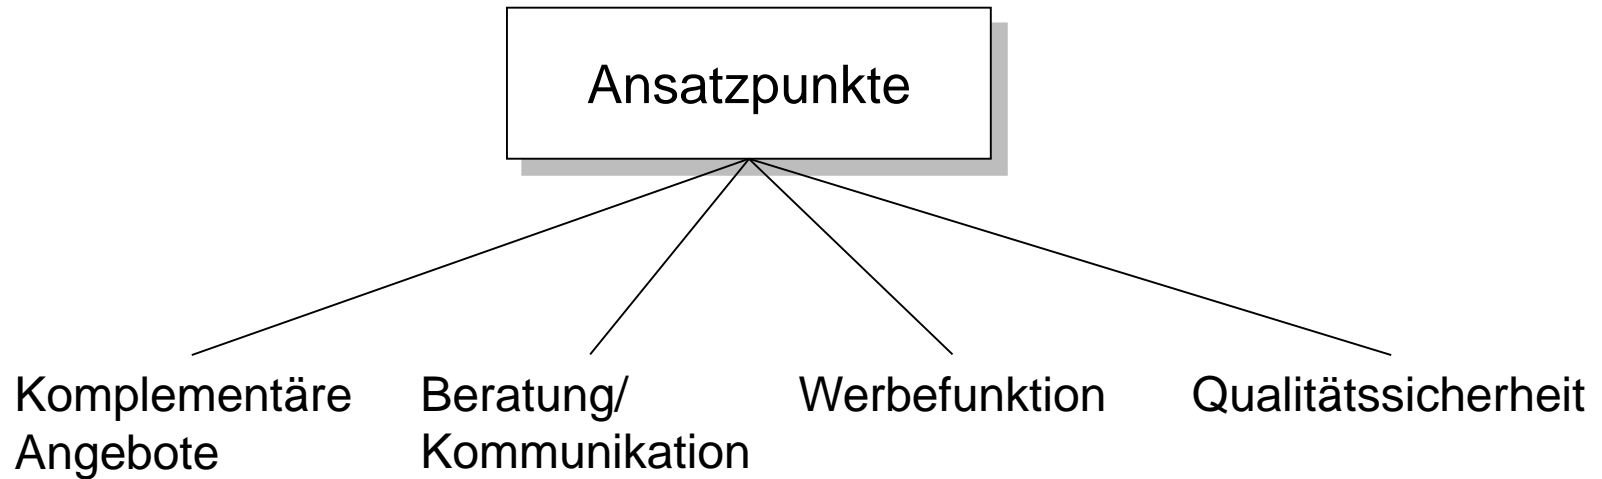 Ansatzpunkte
Komplementäre
Angebote
Beratung/
Kommunikation
Werbefunktion
Qualitätssicherheit